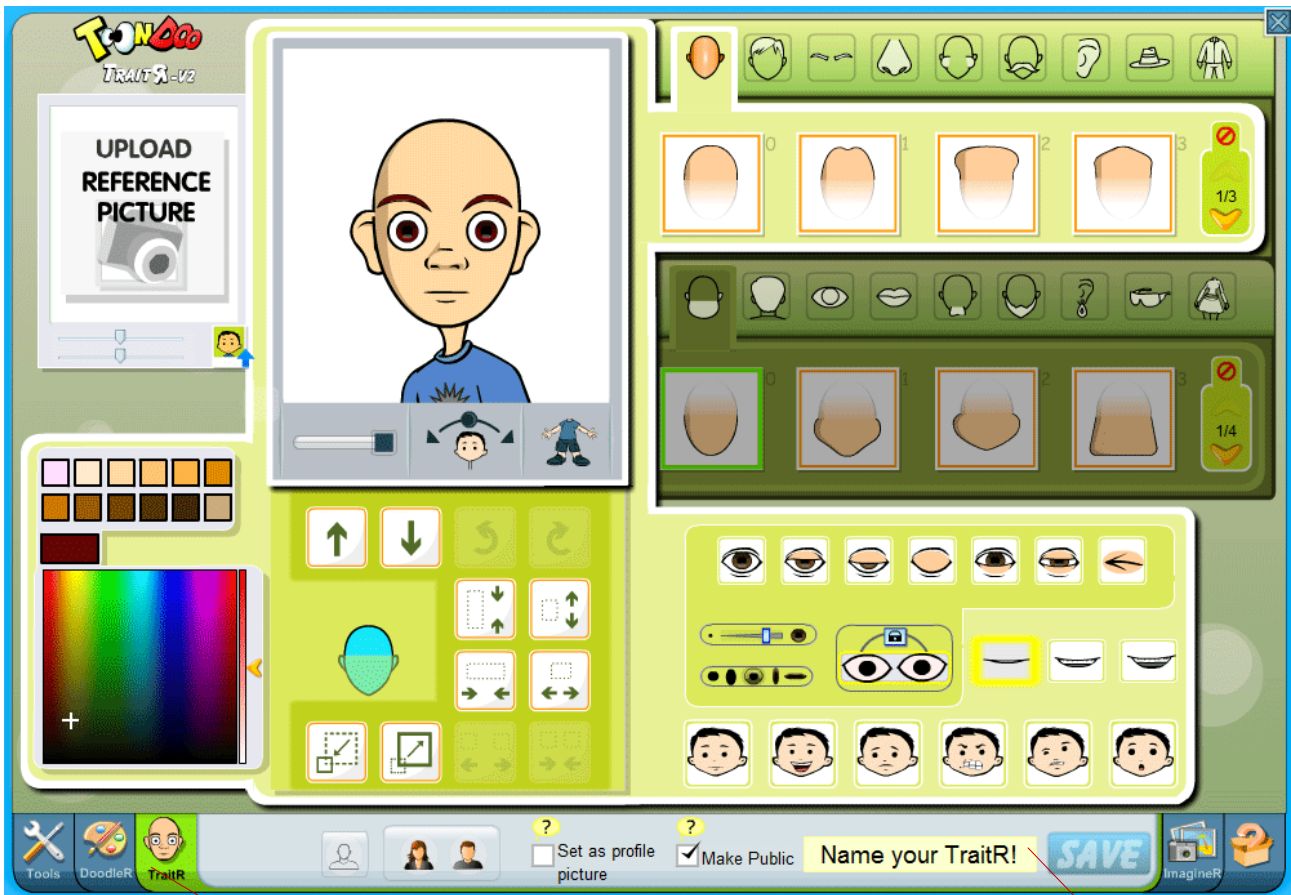 TOONDOO
TRAITR-V2
UPLOAD
REFERENCE
PICTURE
0
1
2
3
1/3
0
1
2
3
1/4
?
?
Set as profile
picture
Make Public
Name your TraitR!
SAVE
Tools
DoodleR
TraitR
ImagineR
?